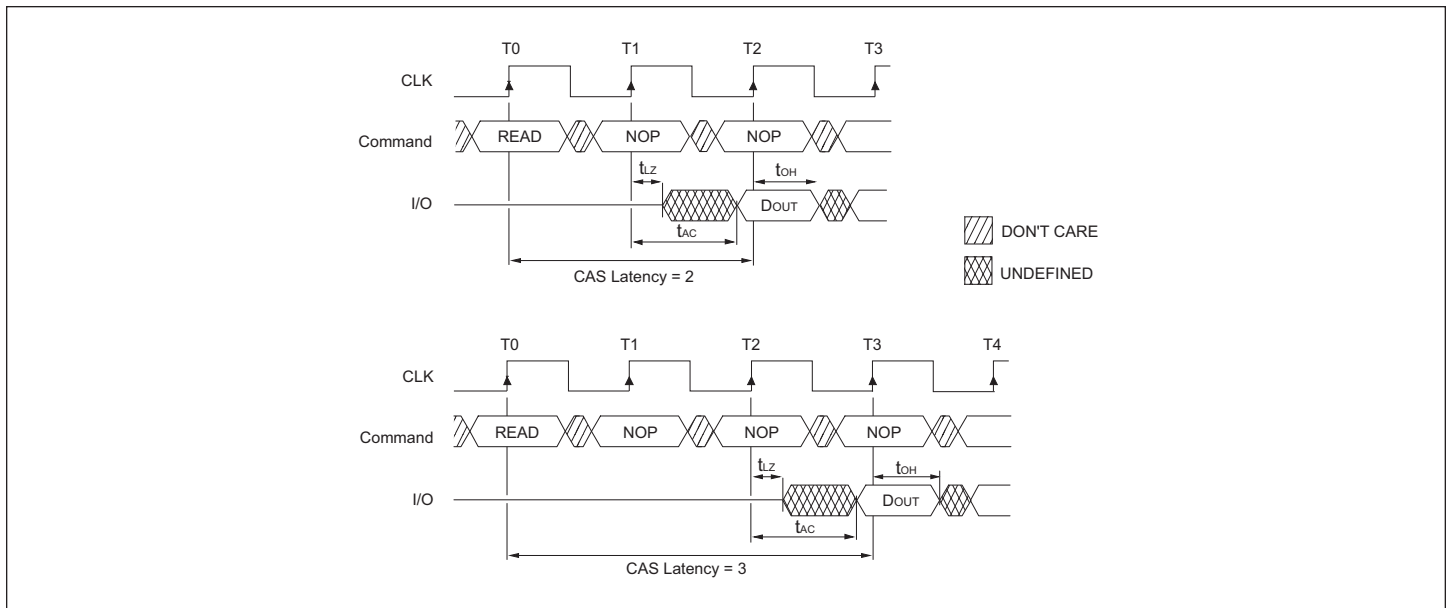 T0 T1 T2 T3
CLK
Command READ NOP NOP
tLZ tOH
I/O DOUT
tAC
CAS Latency = 2
DON'T CARE
UNDEFINED
T0 T1 T2 T3 T4
CLK
Command READ NOP NOP NOP
tLZ tOH
I/O DOUT
tAC
CAS Latency = 3